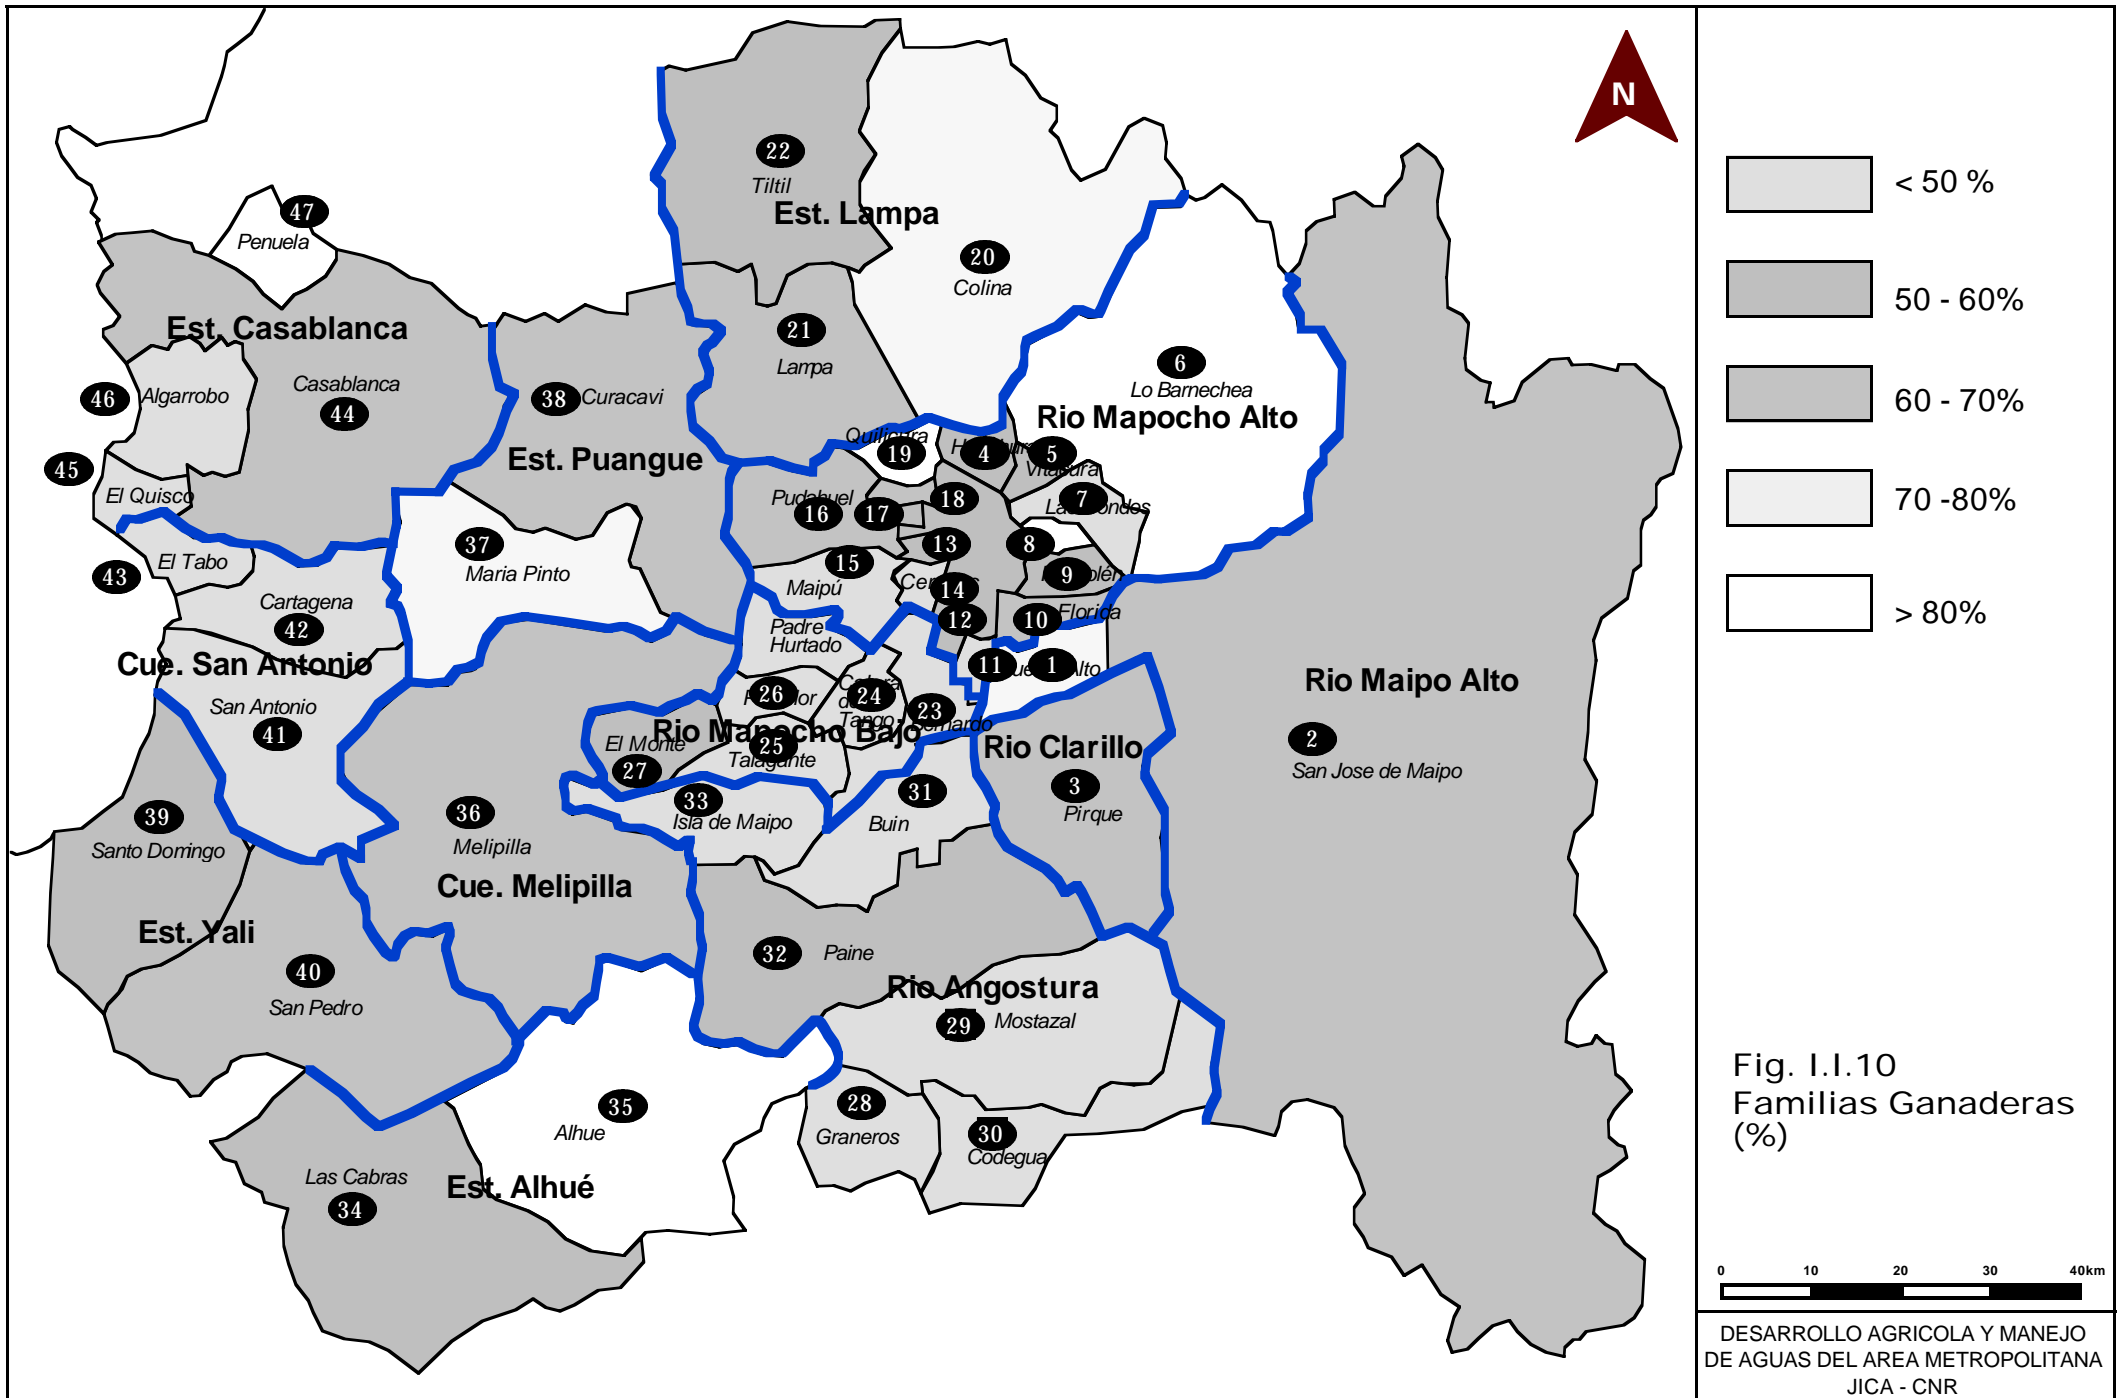 N
22
Tiltil
Est. Lampa
47
Penuela
20
Colina
Est. Casablanca
21
Lampa
6
Lo Barnechea
Rio Mapocho Alto
46
Algarrobo
Casablanca
44
38
Curacavi
Est. Puangue
45
El Quisco
Quilicura
19
4
5
Vitacura
Pudahuel
16
17
18
7
43
El Tabo
37
Maria Pinto
15
Maipú
13
8
9
14
Cartagena
42
Padre
Hurtado
12
10
Florida
Cue. San Antonio
11
1
Alto
San Antonio
41
26
24
Tango
23
Rio Mapocho Bajo
El Monte
27
25
Talagante
Rio Clarillo
3
Pirque
Rio Maipo Alto
2
San Jose de Maipo
39
Santo Domingo
36
Melipilla
Cue. Melipilla
33
Isla de Maipo
31
Buin
Est. Yali
40
San Pedro
32
Paine
Rio Angostura
29
Mostazal
35
Alhue
28
Graneros
30
Codegua
Las Cabras
34
Est. Alhué
< 50 %
50 - 60%
60 - 70%
70 -80%
> 80%
Fig. I.I.10
Familias Ganaderas
(%)
0 10 20 30 40km
DESARROLLO AGRICOLA Y MANEJO
DE AGUAS DEL AREA METROPOLITANA
JICA - CNR